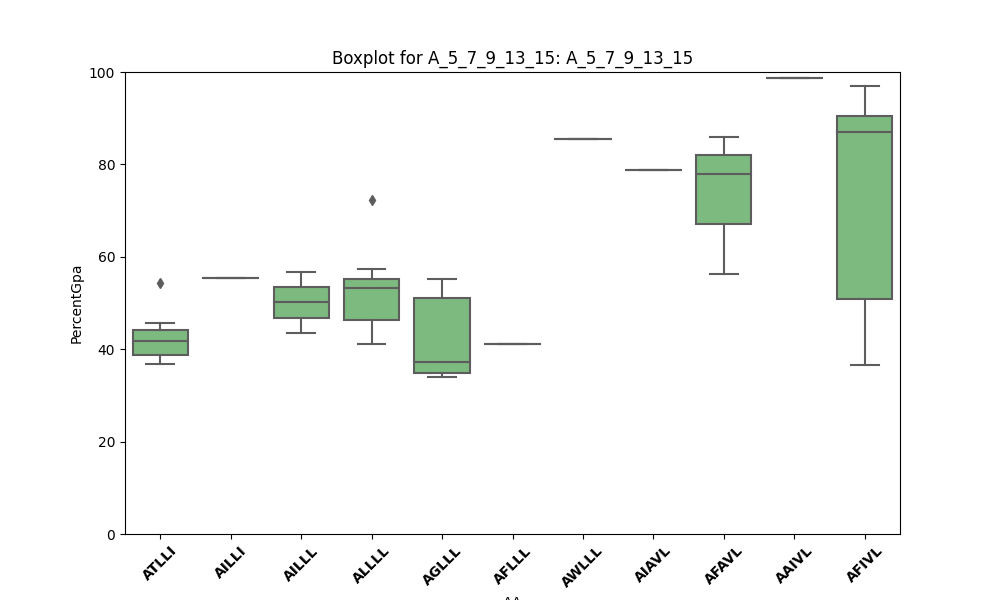 Boxplot for A_5_7_9_13_15: A_5_7_9_13_15
100
80
60
40
20
0
PercentGpa
ATLLI AILLI AILLL ALLLL AGLLL AFLLL AWLLL AIAVL AFAVL AAIVL AFIVL
AA